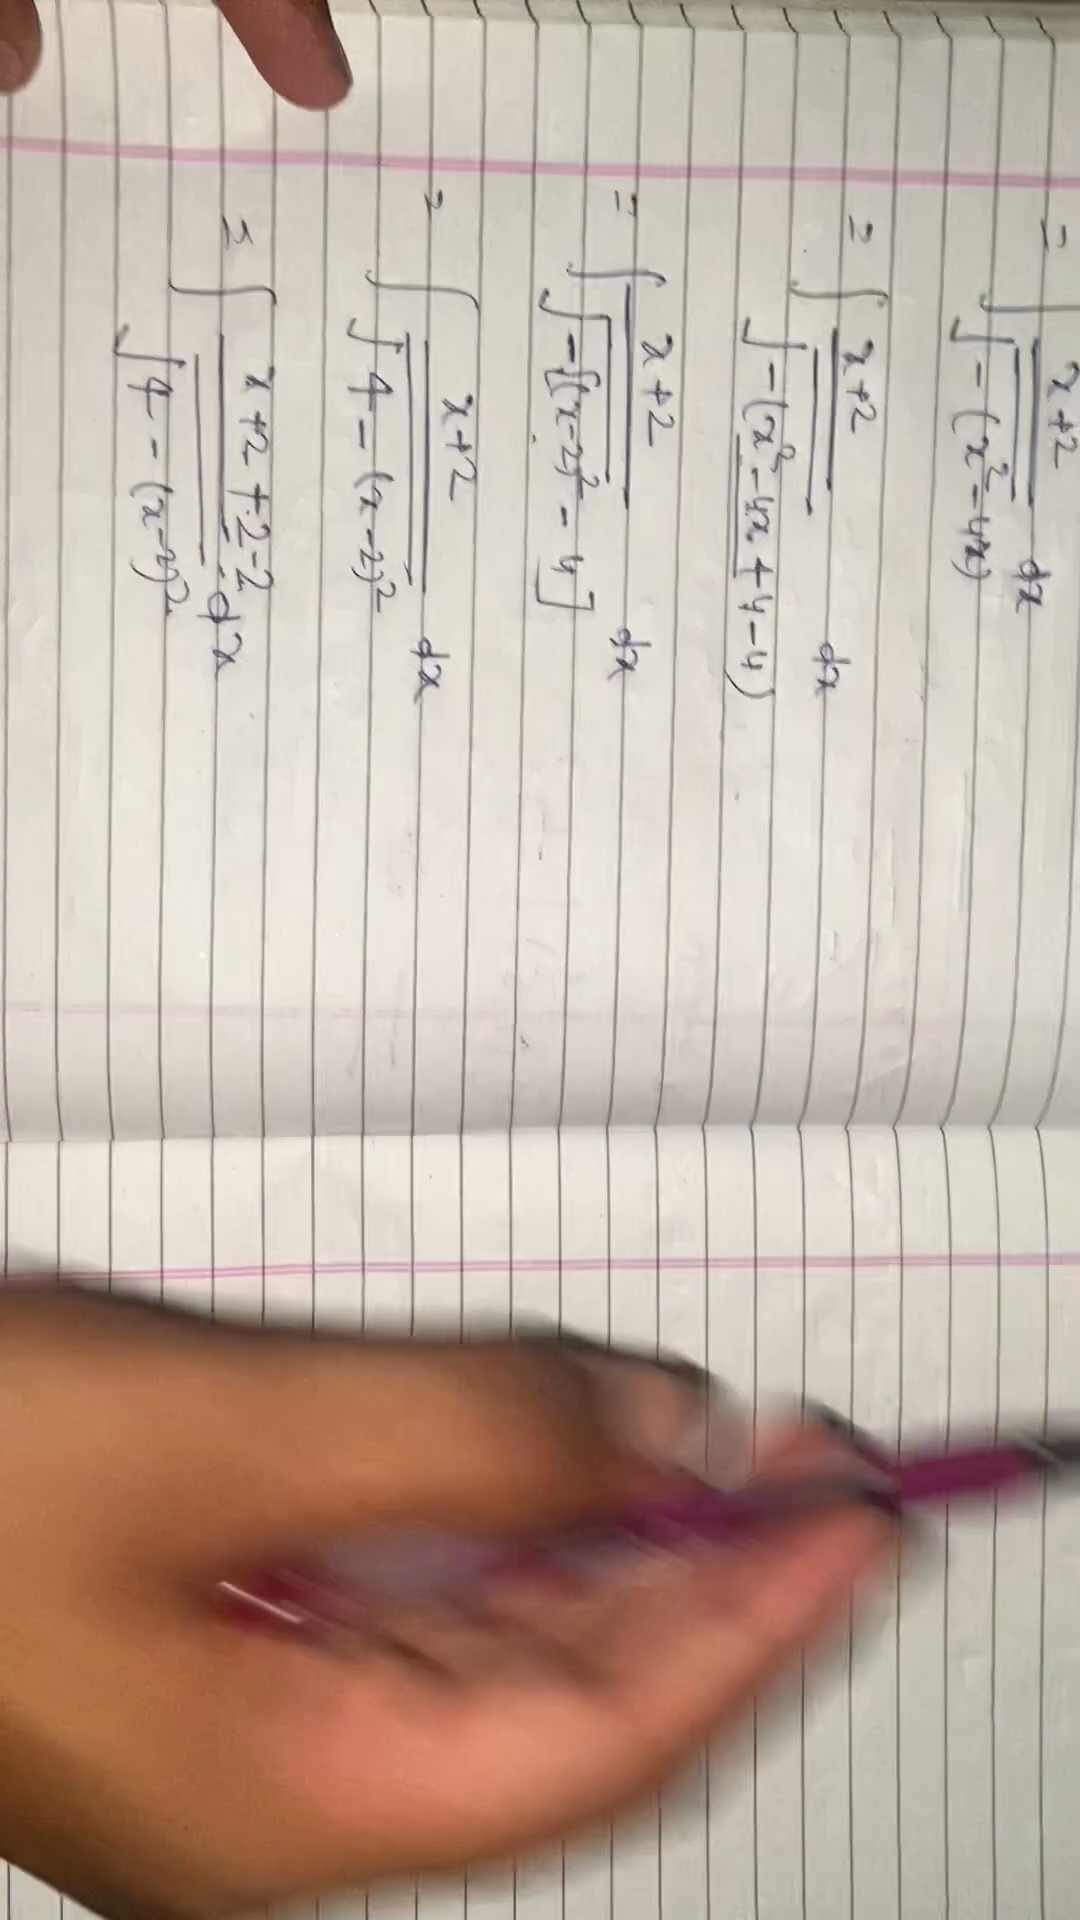 = ∫ x+2 / √-(x²-4x) dx
= ∫ x+2 / √-(x²-4x+4-4) dx
= ∫ x+2 / √-[(x-2)²-4] dx
= ∫ x+2 / √4-(x-2)² dx
= ∫ x+2+2-2 / √4-(x-2)² dx